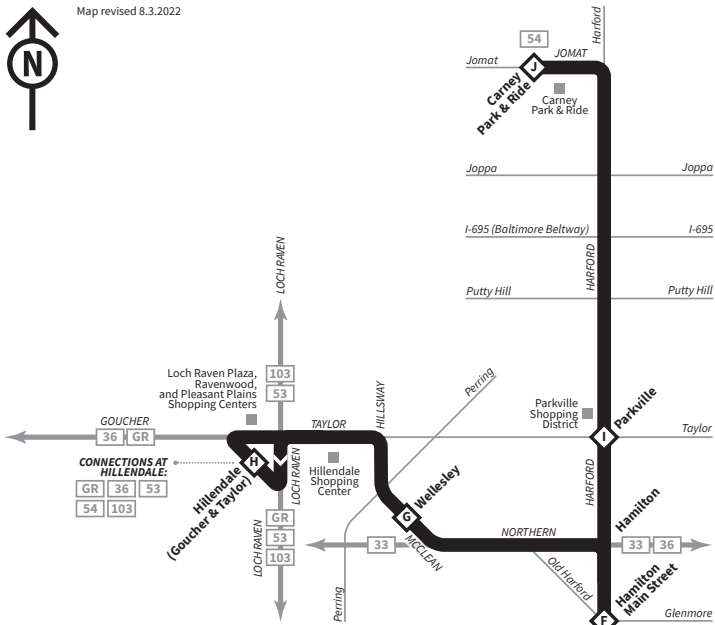 Map revised 8.3.2022
N
Harford
54
JOMAT
Jomat
J
Carney
Park & Ride
Carney
Park & Ride
Joppa
Joppa
I-695 (Baltimore Beltway)
I-695
HARFORD
Putty Hill
Putty Hill
LOCH RAVEN
Loch Raven Plaza,
Ravenwood,
and Pleasant Plains
Shopping Centers
103
53
HILLSWAY
Perring
Parkville
Shopping
District
Parkville
GOUCHER
36
GR
TAYLOR
I
Taylor
CONNECTIONS AT
HILLENDALE:
GR
36
53
54
103
H
Hillendale
(Goucher & Taylor)
LOCH RAVEN
Hillendale
Shopping
Center
HARFORD
Wellesley
G
Hamilton
LOCH RAVEN
GR
53
103
33
MCCLEAN
NORTHERN
33
36
Old Harford
Hamilton
Main Street
Perring
F
Glenmore